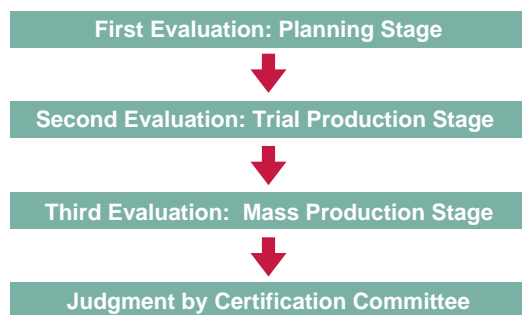 First Evaluation: Planning Stage
Second Evaluation: Trial Production Stage
Third Evaluation: Mass Production Stage
Judgment by Certification Committee